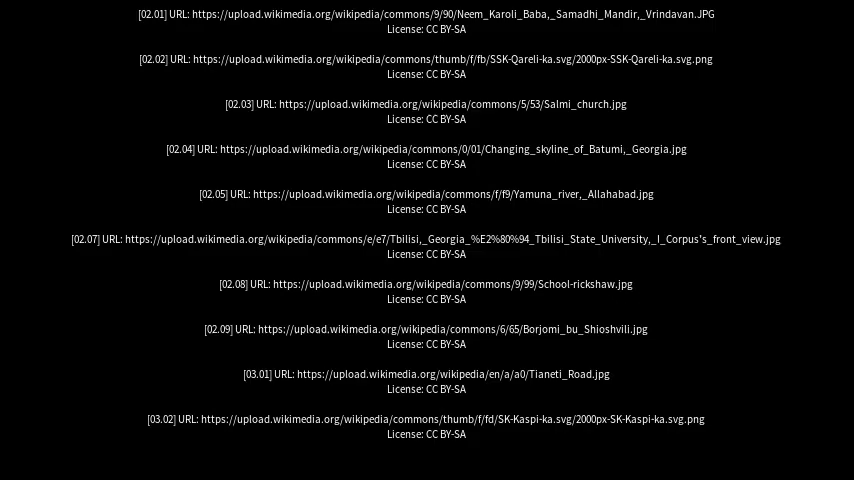 [02.01] URL: https://upload.wikimedia.org/wikipedia/commons/9/90/Neem_Karoli_Baba,_Samadhi_Mandir,_Vrindavan.JPG
License: CC BY-SA
[02.02] URL: https://upload.wikimedia.org/wikipedia/commons/thumb/f/fb/SSK-Qareli-ka.svg/2000px-SSK-Qareli-ka.svg.png
License: CC BY-SA
[02.03] URL: https://upload.wikimedia.org/wikipedia/commons/5/53/Salmi_church.jpg
License: CC BY-SA
[02.04] URL: https://upload.wikimedia.org/wikipedia/commons/0/01/Changing_skyline_of_Batumi,_Georgia.jpg
License: CC BY-SA
[02.05] URL: https://upload.wikimedia.org/wikipedia/commons/f/f9/Yamuna_river,_Allahabad.jpg
License: CC BY-SA
[02.07] URL: https://upload.wikimedia.org/wikipedia/commons/e/e7/Tbilisi,_Georgia_%E2%80%94_Tbilisi_State_University,_I_Corpus's_front_view.jpg
License: CC BY-SA
[02.08] URL: https://upload.wikimedia.org/wikipedia/commons/9/99/School-rickshaw.jpg
License: CC BY-SA
[02.09] URL: https://upload.wikimedia.org/wikipedia/commons/6/65/Borjomi_bu_Shioshvili.jpg
License: CC BY-SA
[03.01] URL: https://upload.wikimedia.org/wikipedia/en/a/a0/Tianeti_Road.jpg
License: CC BY-SA
[03.02] URL: https://upload.wikimedia.org/wikipedia/commons/thumb/f/fd/SK-Kaspi-ka.svg/2000px-SK-Kaspi-ka.svg.png
License: CC BY-SA